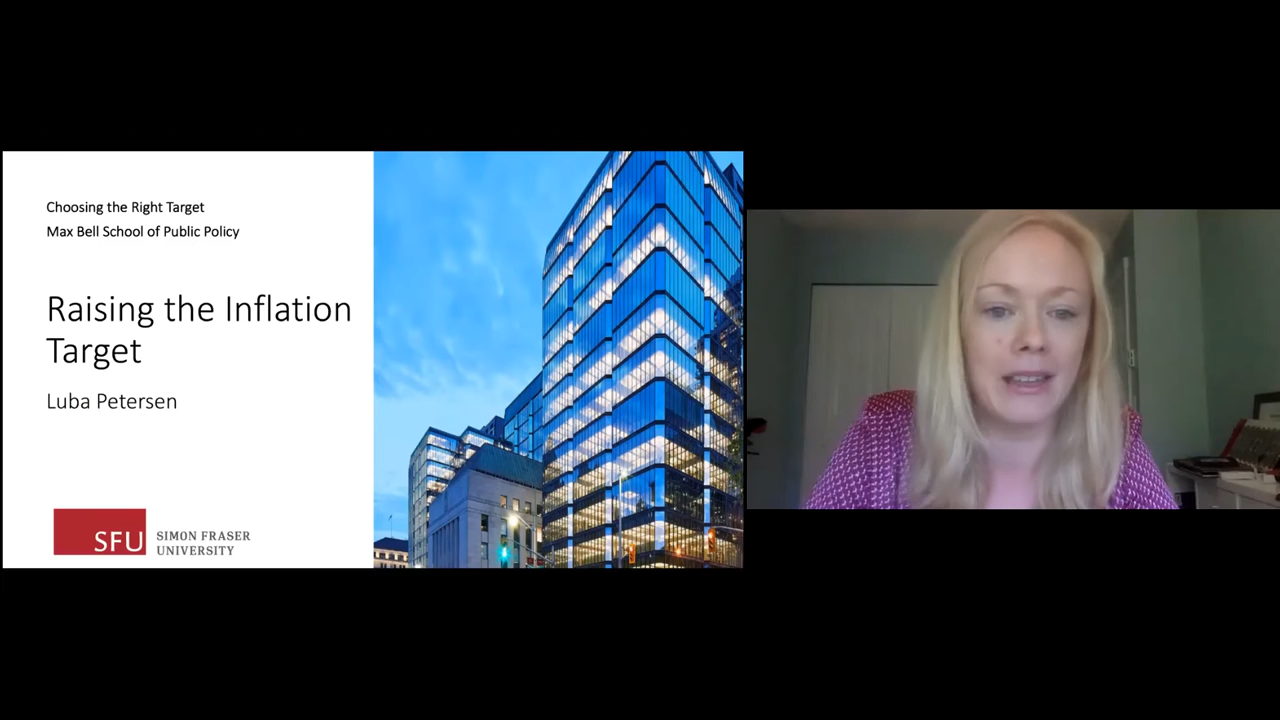 Choosing the Right Target
Max Bell School of Public Policy
Raising the Inflation
Target
Luba Petersen
SFU
SIMON FRASER
UNIVERSITY